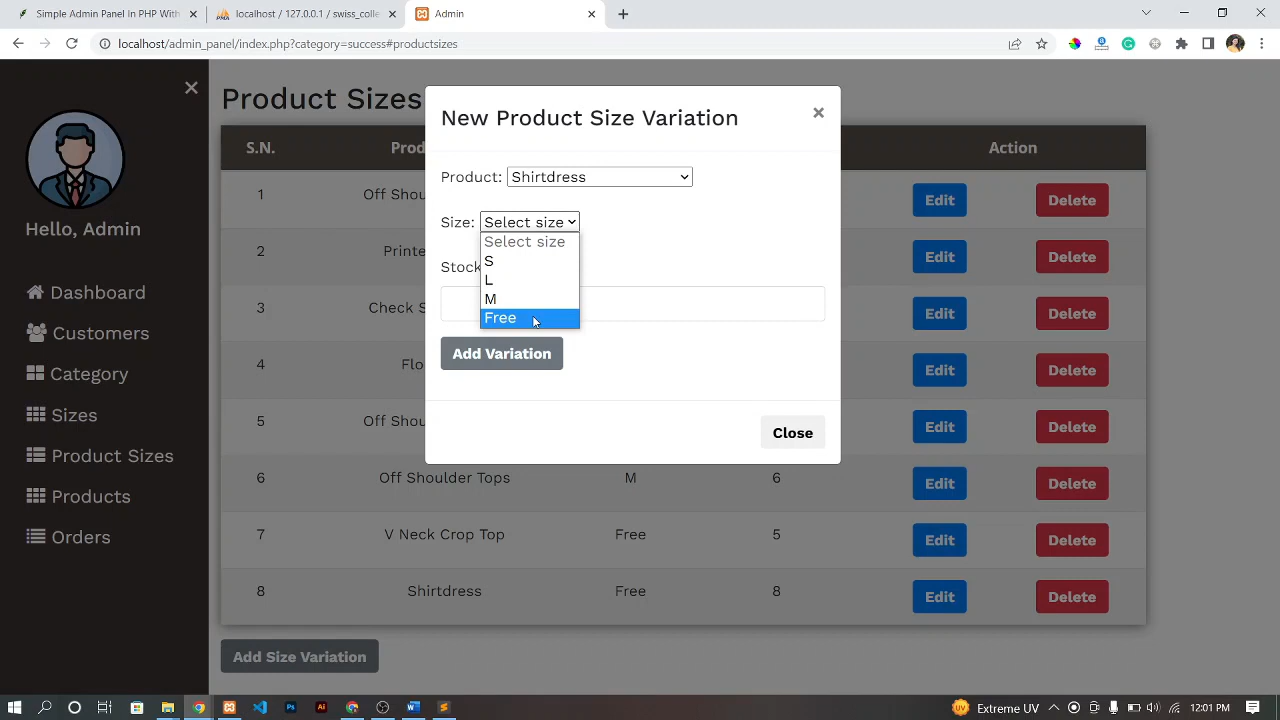 Simple Admin Panel In PHP With
localhost / 127.0.0.1 / swiss_colle
Admin
localhost/admin_panel/index.php?category=success#productsizes
Hello, Admin
Dashboard
Customers
Category
Sizes
Product Sizes
Products
Orders
Product Sizes
New Product Size Variation
×
Product: Shirtdress
Size: Select size
Select size
S
L
M
Free
Stock
Add Variation
Close
S.N. Prod Action
1 Off Shou Edit Delete
2 Printe Edit Delete
3 Check S Edit Delete
4 Flo Edit Delete
5 Off Shou Edit Delete
6 Off Shoulder Tops M 6 Edit Delete
7 V Neck Crop Top Free 5 Edit Delete
8 Shirtdress Free 8 Edit Delete
Add Size Variation
UV Extreme UV 12:01 PM